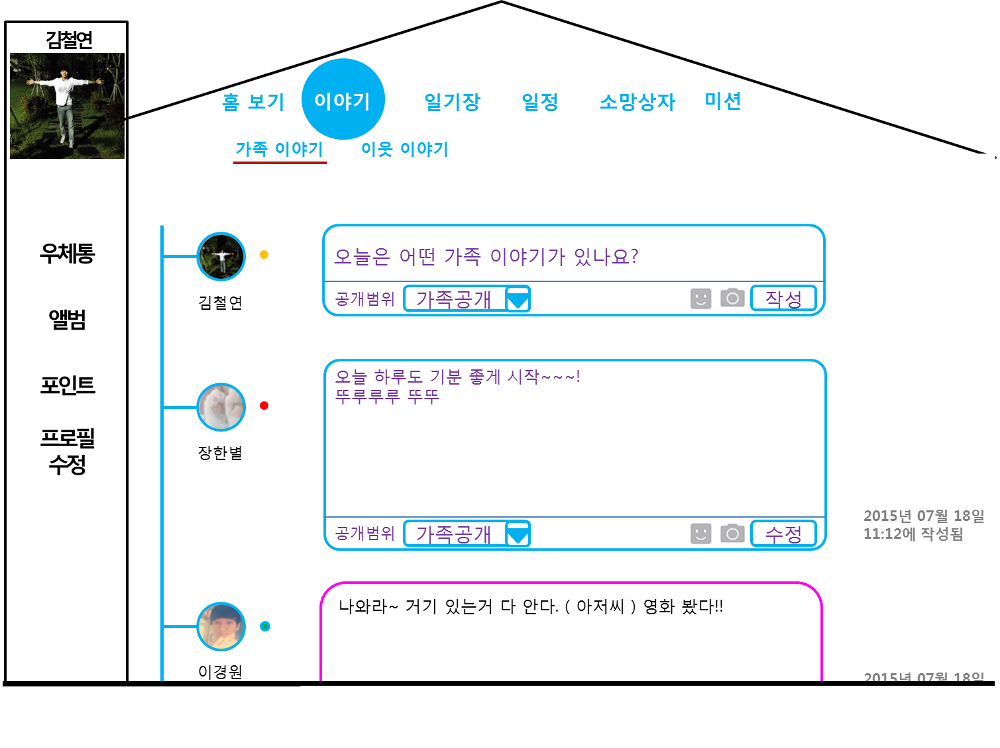 김철연
홈 보기
이야기
일기장
일정
소망상자
미션
가족 이야기
이웃 이야기
우체통
앨범
포인트
프로필
수정
김철연
오늘은 어떤 가족 이야기가 있나요?
공개범위
가족공개
작성
장한별
오늘 하루도 기분 좋게 시작~~~!
뚜루루루 뚜뚜
공개범위
가족공개
수정
2015년 07월 18일
11:12에 작성됨
이경원
나와라~ 거기 있는거 다 안다. ( 아저씨 ) 영화 봤다!!
2015년 07월 18일